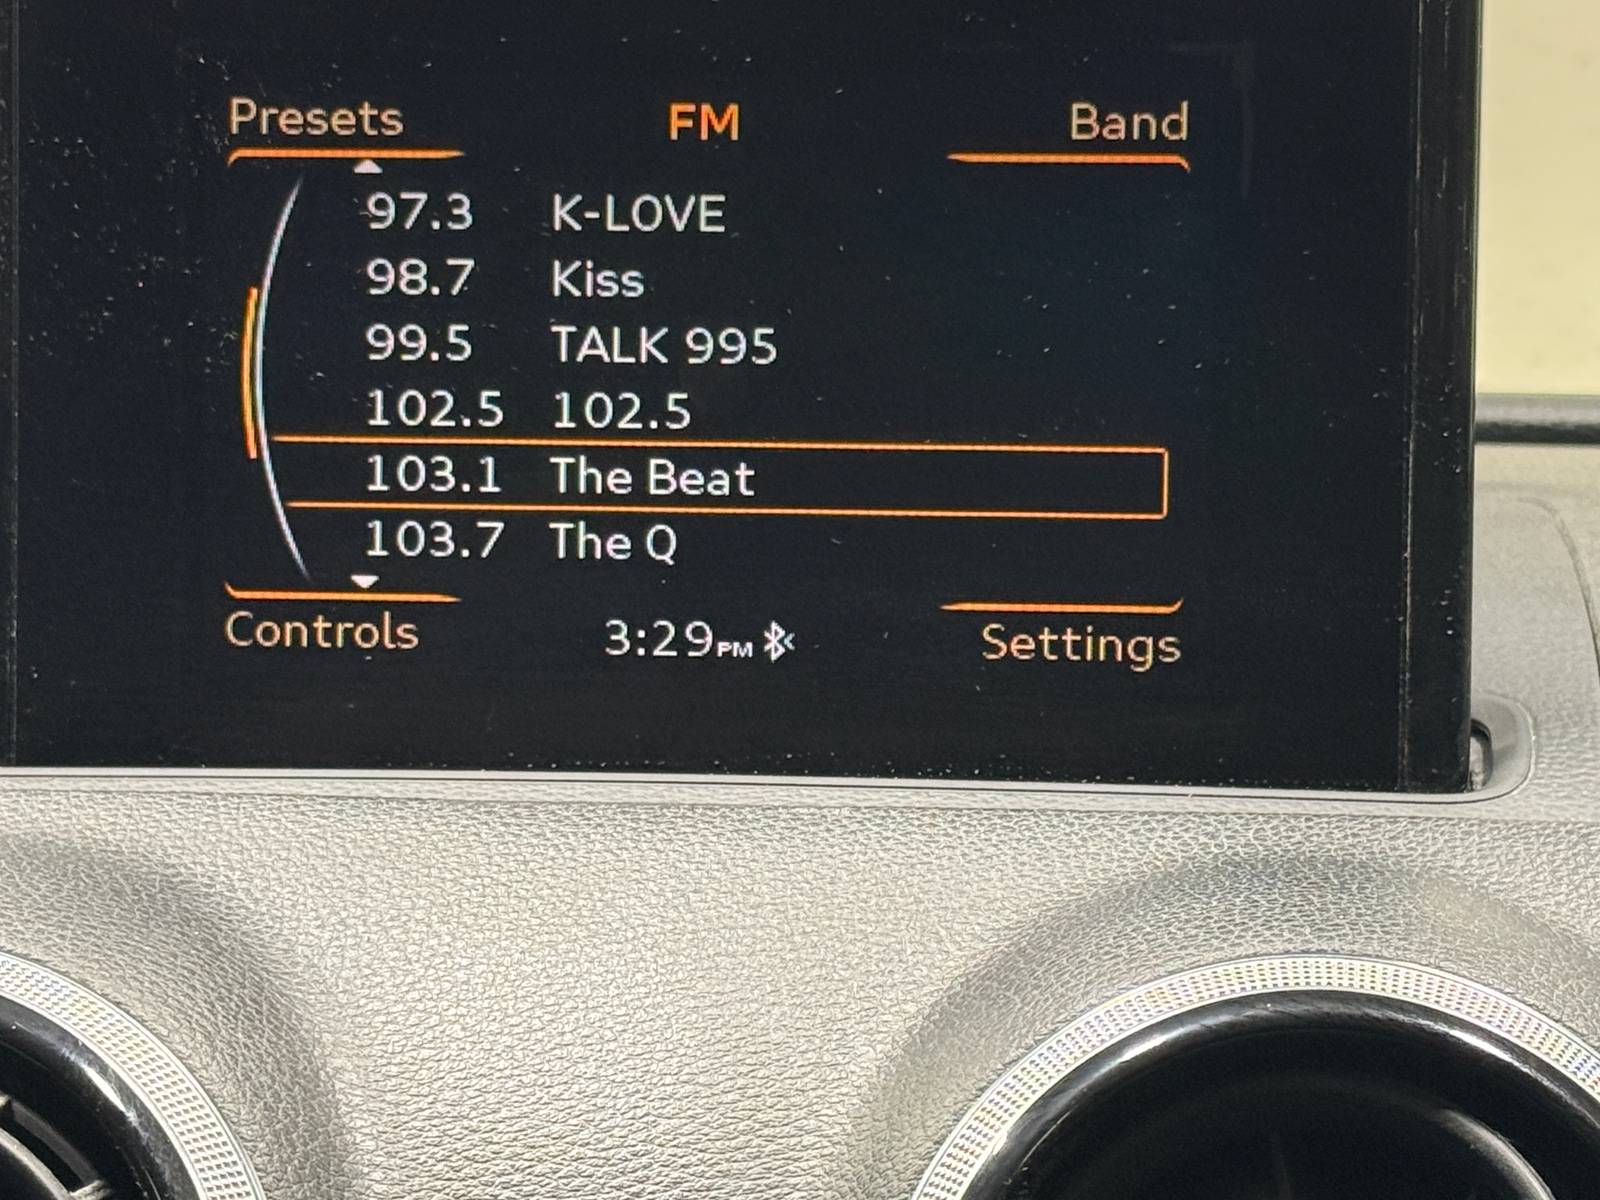 Presets FM Band
97.3 K-LOVE
98.7 Kiss
99.5 TALK 995
102.5 102.5
103.1 The Beat
103.7 The Q
Controls 3:29PM Settings